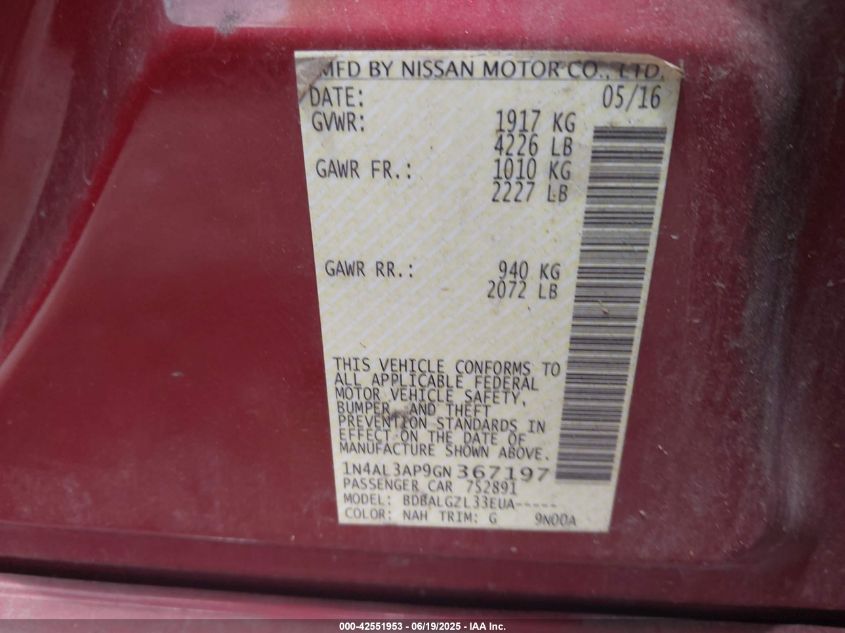 MFD BY NISSAN MOTOR CO., LTD.
DATE: 05/16
GVWR: 1917 KG
4226 LB
GAWR FR.: 1010 KG
2227 LB
GAWR RR.: 940 KG
2072 LB
THIS VEHICLE CONFORMS TO
ALL APPLICABLE FEDERAL
MOTOR VEHICLE SAFETY,
BUMPER, AND THEFT
PREVENTION STANDARDS IN
EFFECT ON THE DATE OF
MANUFACTURE SHOWN ABOVE.
1N4AL3AP9GN367197
PASSENGER CAR 752891
MODEL: BDBALGZL33EUA-----
COLOR: NAH TRIM: G 9N00A
000-42551953 - 06/19/2025 - IAA Inc.